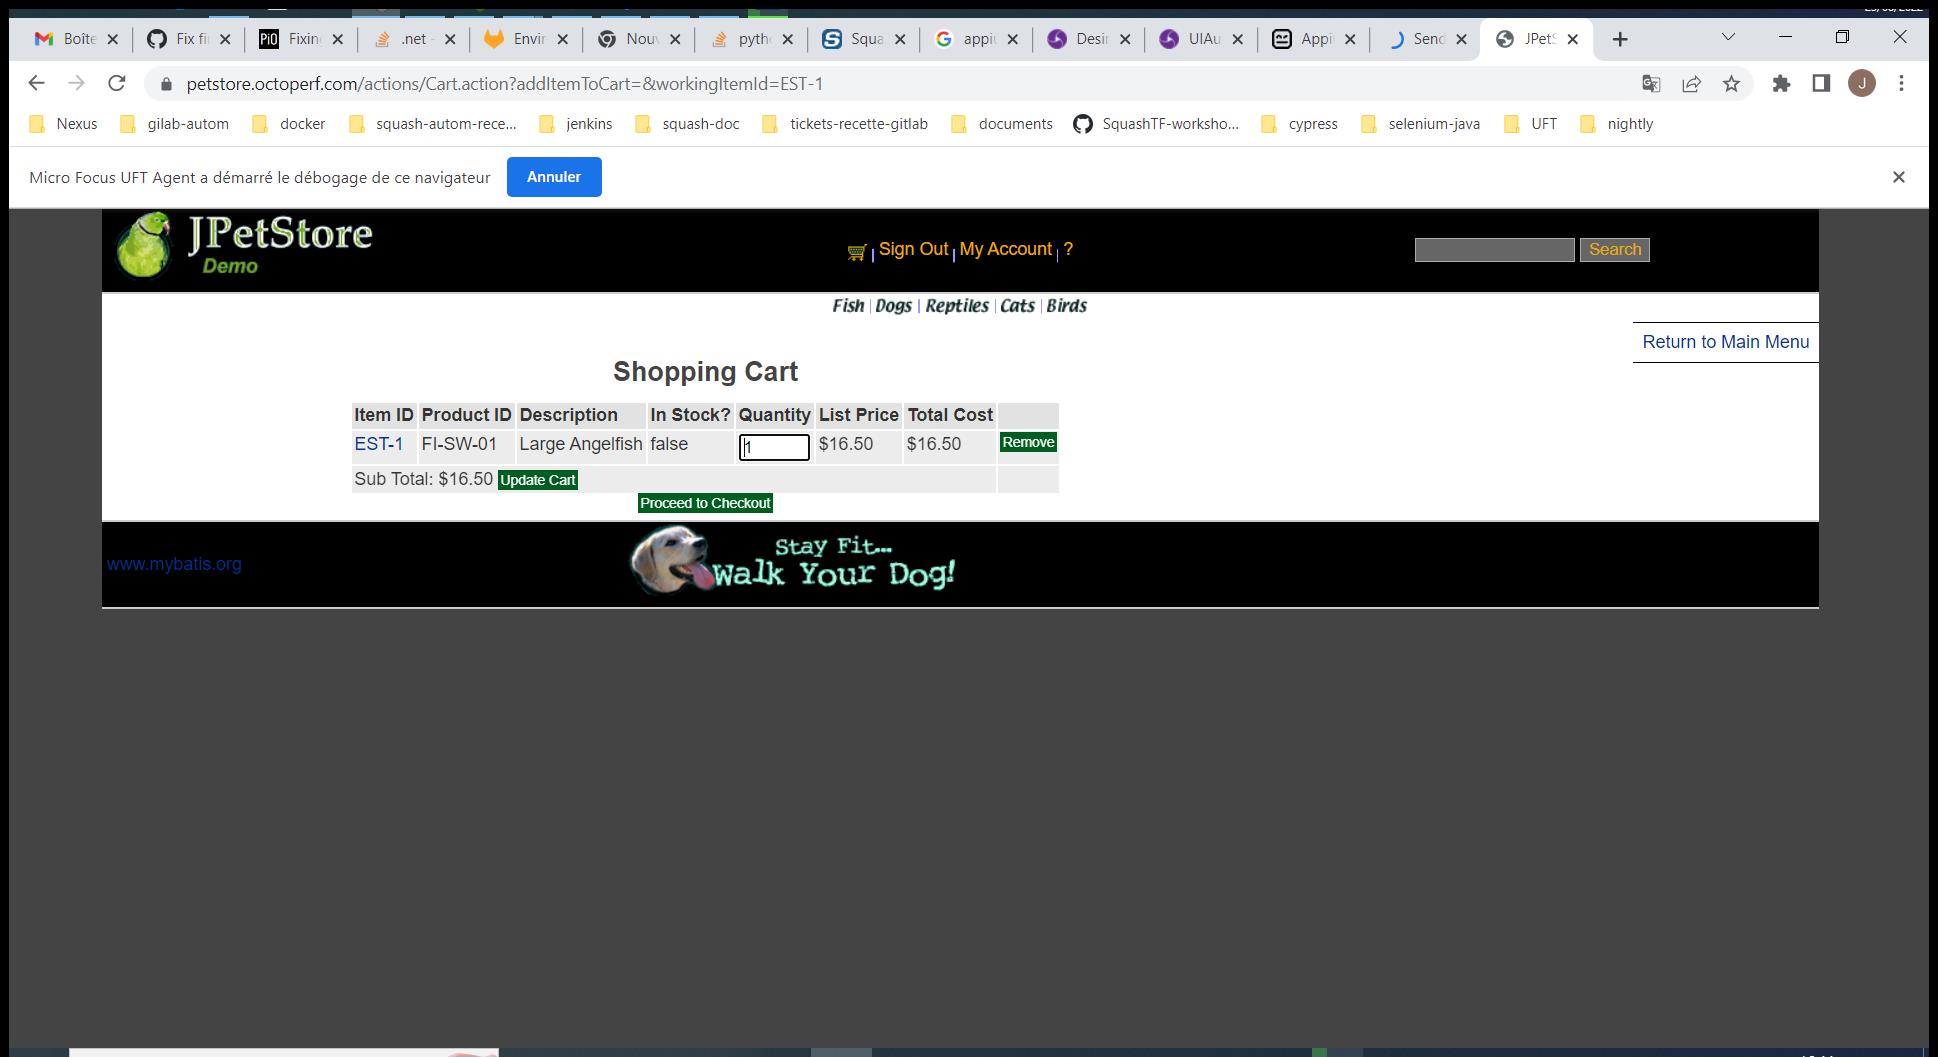 Boîte
Fix fi
Fixin
.net -
Envir
Nouv
pyth
Squa
appiu
Desir
UIAu
Appi
Send
JPetS
petstore.octoperf.com/actions/Cart.action?addItemToCart=&workingItemId=EST-1
J
Nexus gilab-autom docker squash-autom-rece... jenkins squash-doc tickets-recette-gitlab documents SquashTF-worksho... cypress selenium-java UFT nightly
Micro Focus UFT Agent a démarré le débogage de ce navigateur Annuler
JPetStore
Demo
Sign Out | My Account | ?
Search
Fish | Dogs | Reptiles | Cats | Birds
Return to Main Menu
Shopping Cart
Item ID Product ID Description In Stock? Quantity List Price Total Cost
EST-1 FI-SW-01 Large Angelfish false 1 $16.50 $16.50 Remove
Sub Total: $16.50 Update Cart
Proceed to Checkout
www.mybatis.org
Stay Fit...
Walk Your Dog!